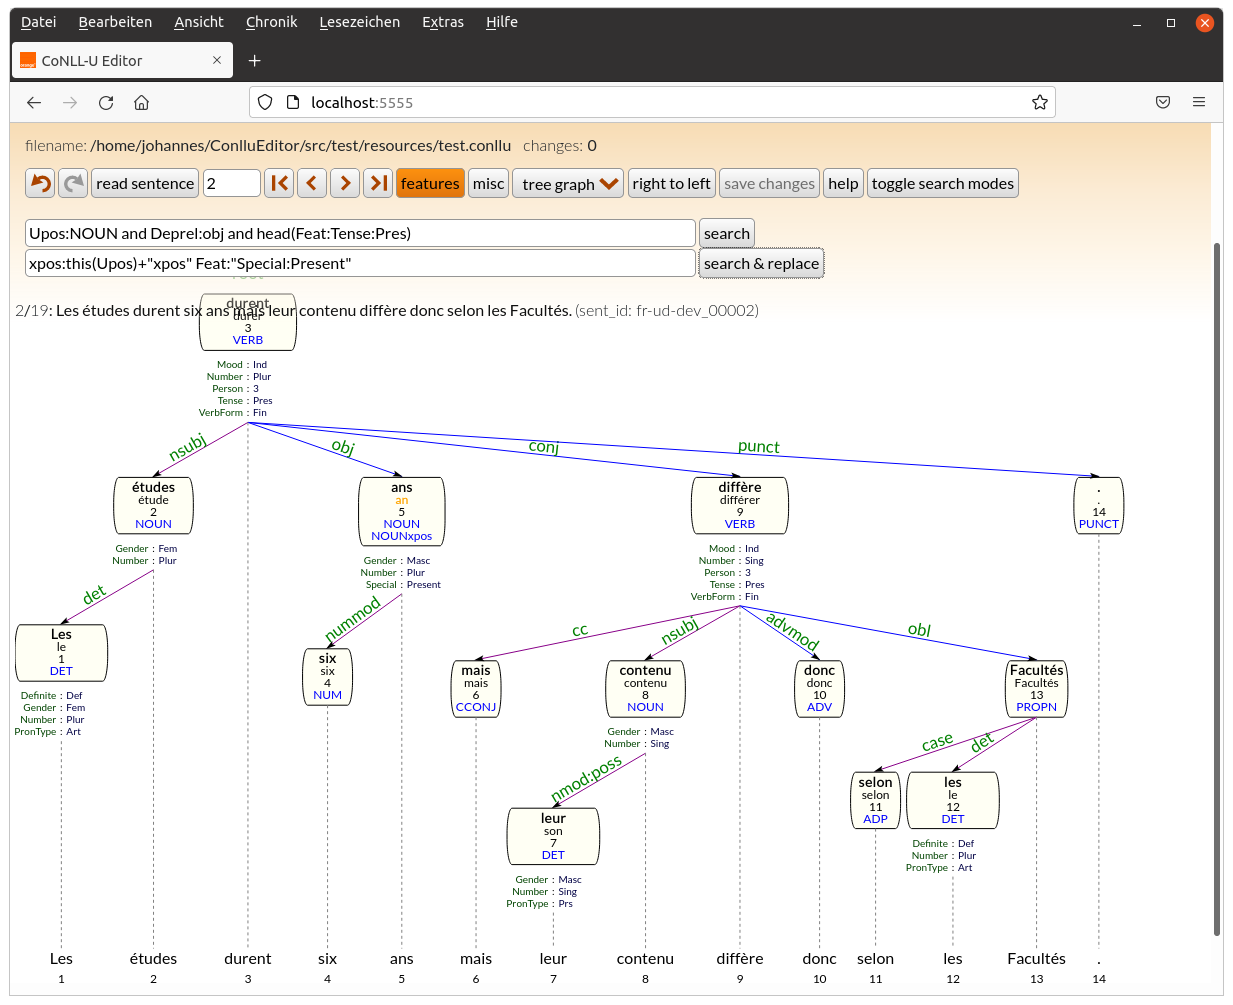 Datei Bearbeiten Ansicht Chronik Lesezeichen Extras Hilfe
CoNLL-U Editor × +
localhost:5555
filename: /home/johannes/ConlluEditor/src/test/resources/test.conllu changes: 0
read sentence 2 features misc tree graph right to left save changes help toggle search modes
Upos:NOUN and Deprel:obj and head(Feat:Tense:Pres) search
xpos:this(Upos)+"xpos" Feat:"Special:Present" search & replace
root
durent
2/19: Les études durent six ans mais leur contenu diffère donc selon les Facultés. (sent_id: fr-ud-dev_00002)
durer
3
VERB
Mood : Ind
Number : Plur
Person : 3
Tense : Pres
VerbForm : Fin
nsubj obj conj punct
études ans diffère .
étude an différer .
2 5 9 14
NOUN NOUN VERB PUNCT
NOUNxpos
Gender : Fem Mood : Ind
Number : Plur Gender : Masc Number : Sing
Number : Plur Person : 3
Special : Present Tense : Pres
VerbForm : Fin
det nummod cc nsubj advmod obl
Les six mais contenu donc Facultés
le six mais contenu donc Facultés
1 4 6 8 10 13
DET NUM CCONJ NOUN ADV PROPN
Definite : Def
Gender : Fem
Number : Plur
PronType : Art
Gender : Masc
Number : Sing
nmod:poss case det
leur selon les
son selon le
7 11 12
DET ADP DET
Definite : Def
Number : Plur
PronType : Art
Gender : Masc
Number : Sing
PronType : Prs
Les études durent six ans mais leur contenu diffère donc selon les Facultés .
1 2 3 4 5 6 7 8 9 10 11 12 13 14